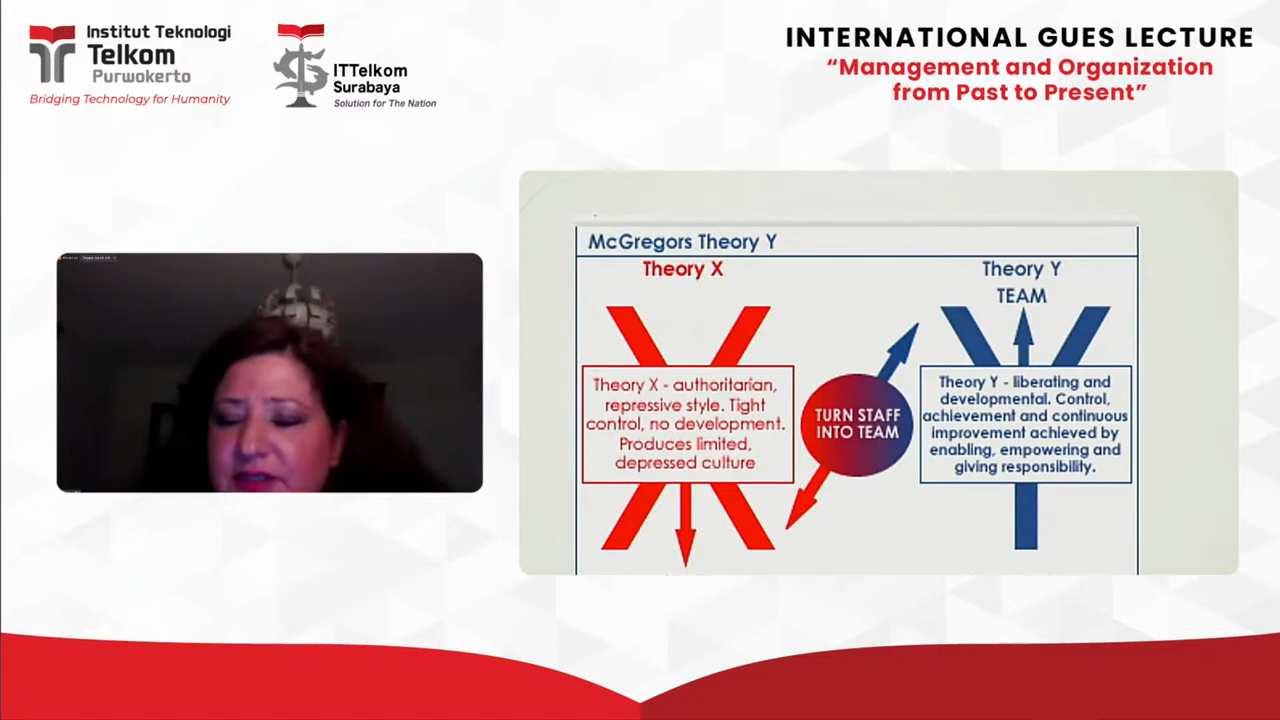 Institut Teknologi
Telkom
Purwokerto
Bridging Technology for Humanity
ITTelkom
Surabaya
Solution for The Nation
INTERNATIONAL GUES LECTURE
“Management and Organization
from Past to Present”
McGregors Theory Y
Theory X
Theory X - authoritarian,
repressive style. Tight
control, no development.
Produces limited,
depressed culture
TURN STAFF
INTO TEAM
Theory Y
TEAM
Theory Y - liberating and
developmental. Control,
achievement and continuous
improvement achieved by
enabling, empowering and
giving responsibility.